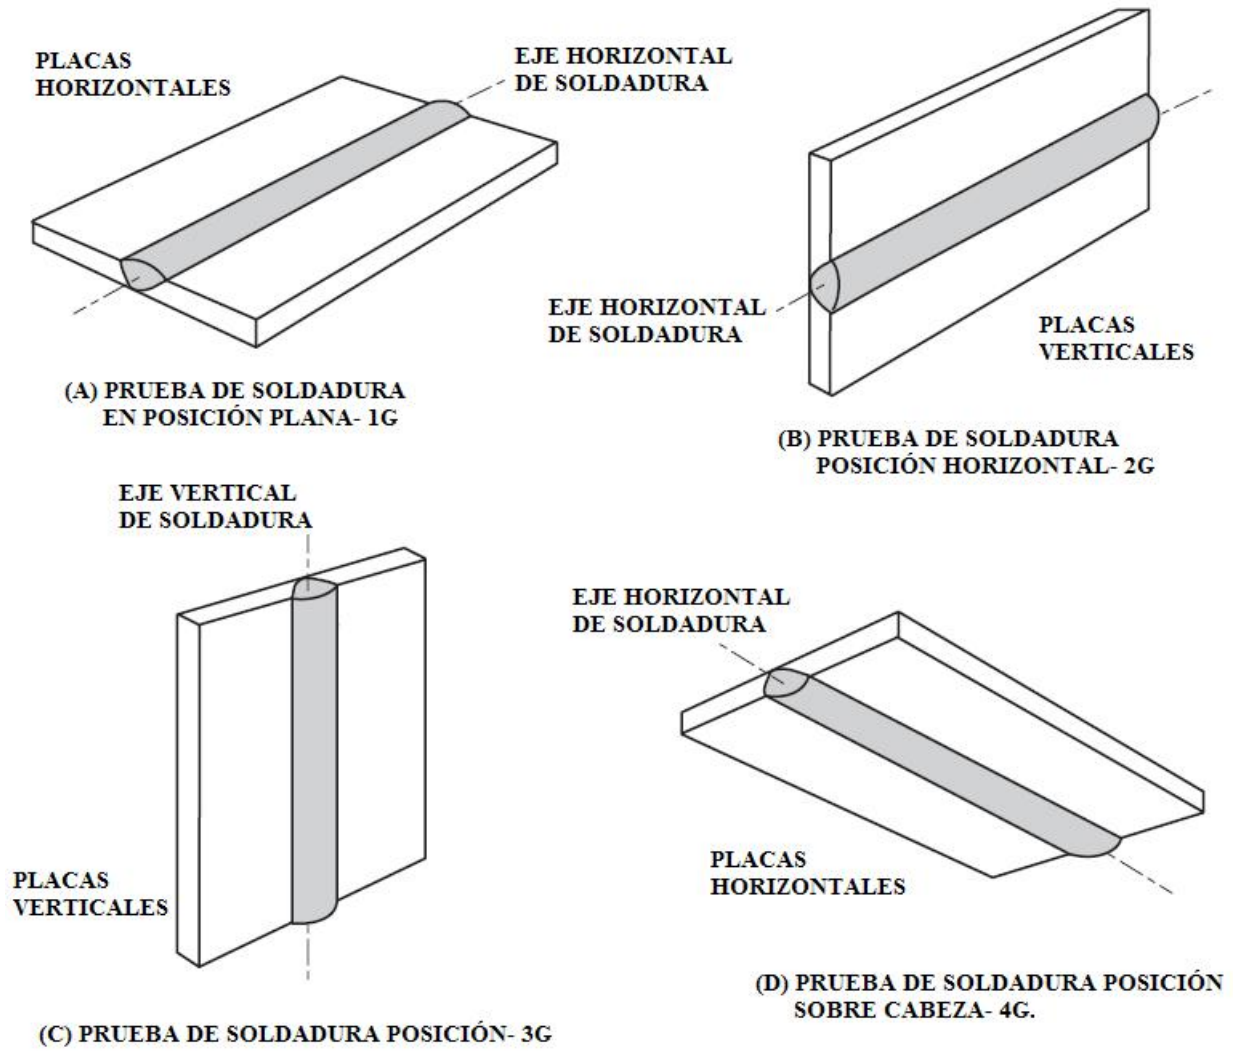 PLACAS
HORIZONTALES
EJE HORIZONTAL
DE SOLDADURA
(A) PRUEBA DE SOLDADURA
EN POSICIÓN PLANA- 1G
EJE HORIZONTAL
DE SOLDADURA
PLACAS
VERTICALES
(B) PRUEBA DE SOLDADURA
POSICIÓN HORIZONTAL- 2G
EJE VERTICAL
DE SOLDADURA
PLACAS
VERTICALES
(C) PRUEBA DE SOLDADURA POSICIÓN- 3G
EJE HORIZONTAL
DE SOLDADURA
PLACAS
HORIZONTALES
(D) PRUEBA DE SOLDADURA POSICIÓN
SOBRE CABEZA- 4G.